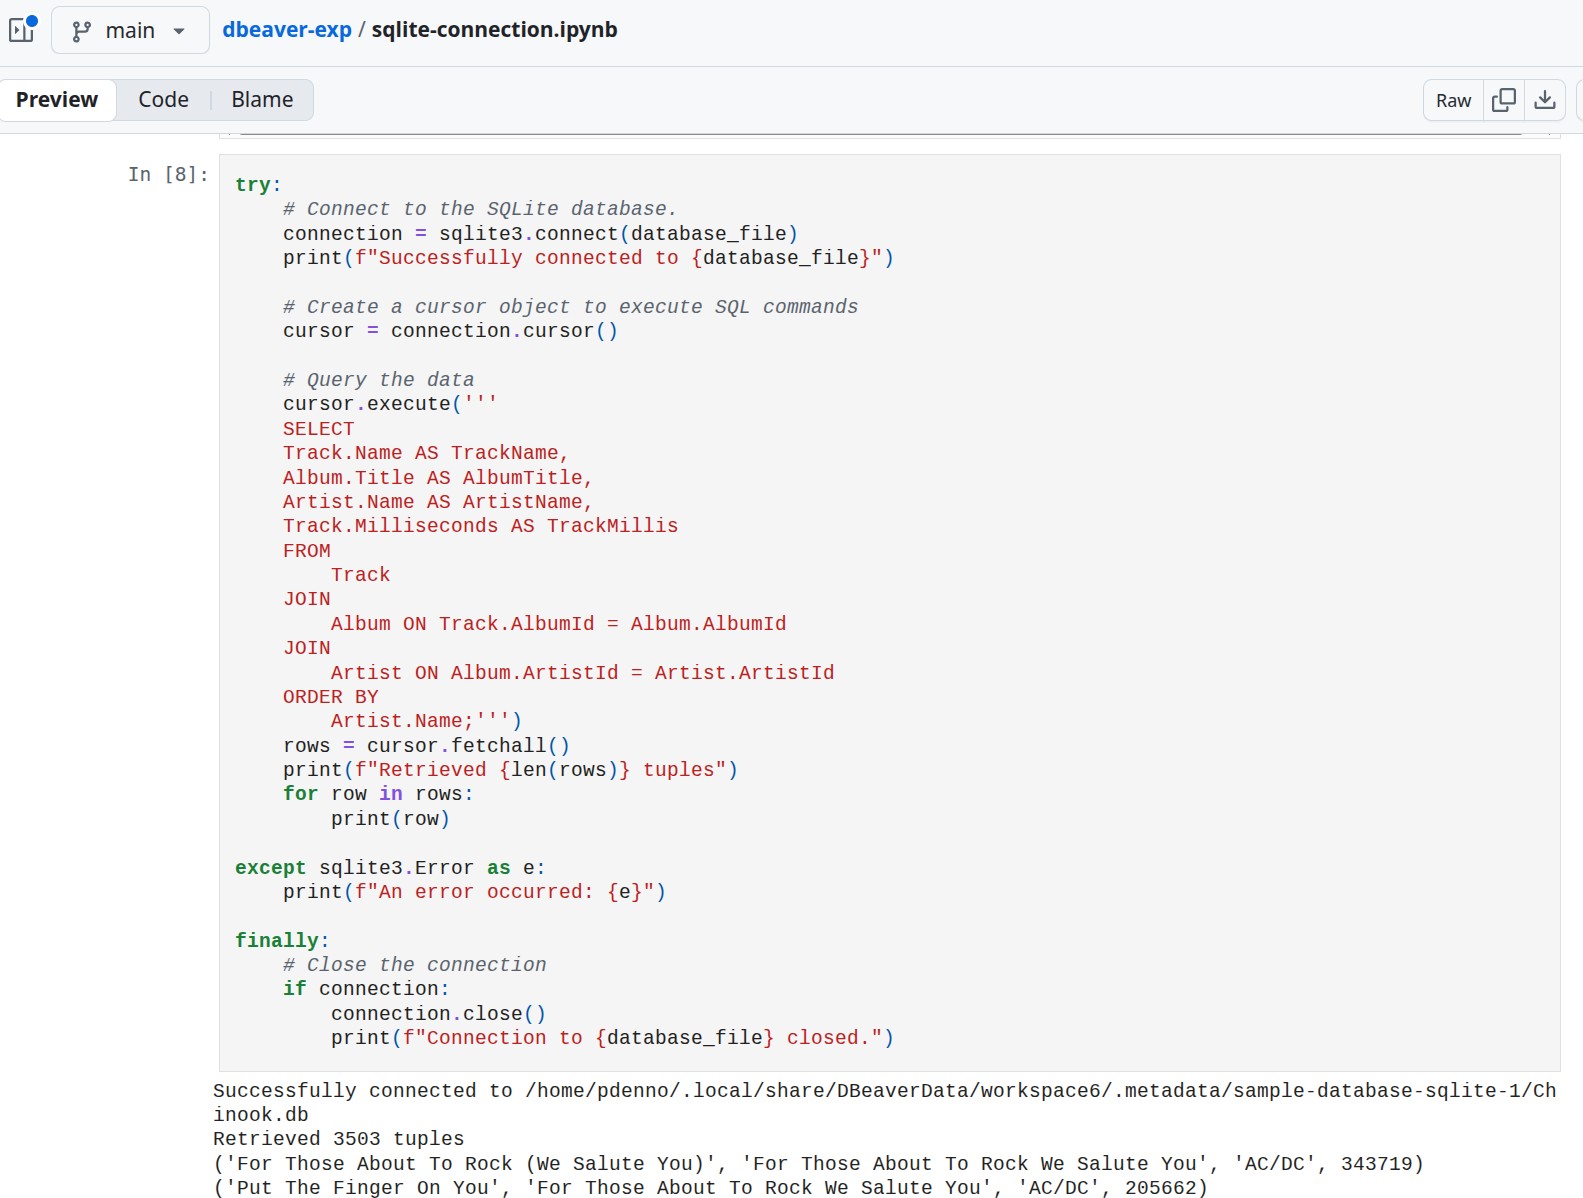 main
dbeaver-exp / sqlite-connection.ipynb
Preview Code Blame
Raw
In [8]:
try:
    # Connect to the SQLite database.
    connection = sqlite3.connect(database_file)
    print(f"Successfully connected to {database_file}")

    # Create a cursor object to execute SQL commands
    cursor = connection.cursor()

    # Query the data
    cursor.execute('''
    SELECT
    Track.Name AS TrackName,
    Album.Title AS AlbumTitle,
    Artist.Name AS ArtistName,
    Track.Milliseconds AS TrackMillis
    FROM
        Track
    JOIN
        Album ON Track.AlbumId = Album.AlbumId
    JOIN
        Artist ON Album.ArtistId = Artist.ArtistId
    ORDER BY
        Artist.Name;''')
    rows = cursor.fetchall()
    print(f"Retrieved {len(rows)} tuples")
    for row in rows:
        print(row)

except sqlite3.Error as e:
    print(f"An error occurred: {e}")

finally:
    # Close the connection
    if connection:
        connection.close()
        print(f"Connection to {database_file} closed.")
Successfully connected to /home/pdenno/.local/share/DBeaverData/workspace6/.metadata/sample-database-sqlite-1/Ch
inook.db
Retrieved 3503 tuples
('For Those About To Rock (We Salute You)', 'For Those About To Rock We Salute You', 'AC/DC', 343719)
('Put The Finger On You', 'For Those About To Rock We Salute You', 'AC/DC', 205662)